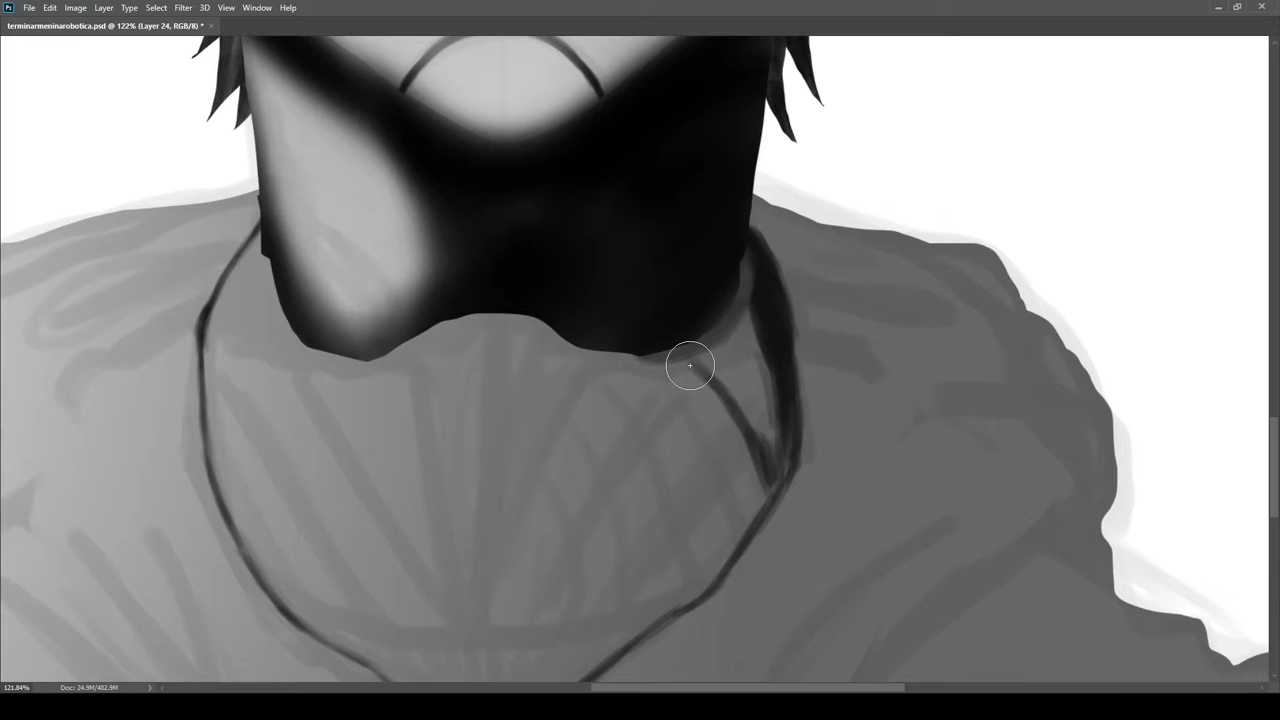 Ps File Edit Image Layer Type Select Filter 3D View Window Help
terminarmeninarobotica.psd @ 122% (Layer 24, RGB/8) *
121.84% Doc: 24.9M/402.9M